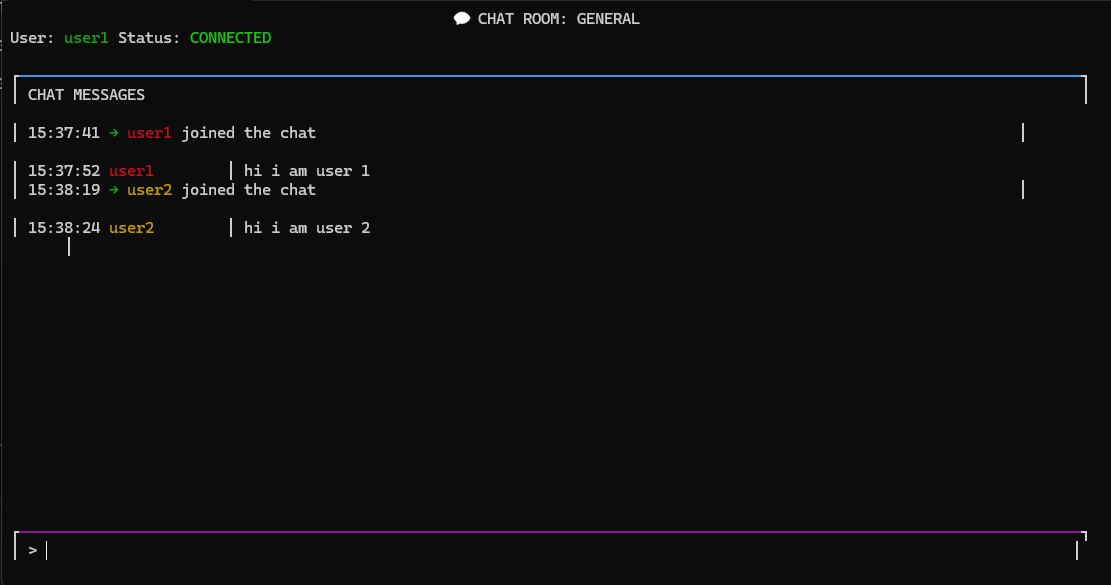 💬 CHAT ROOM: GENERAL
User: user1 Status: CONNECTED
CHAT MESSAGES
15:37:41 → user1 joined the chat
15:37:52 user1 | hi i am user 1
15:38:19 → user2 joined the chat
15:38:24 user2 | hi i am user 2
>